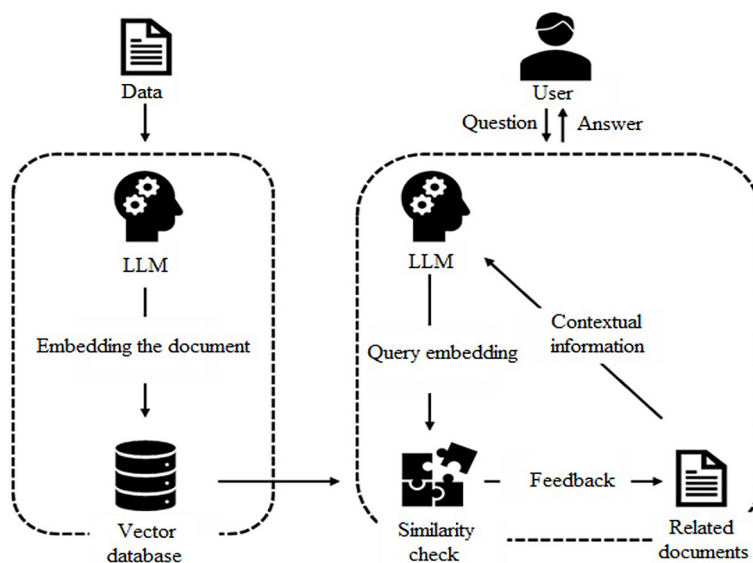 Data
User
Question
Answer
LLM
LLM
Embedding the document
Query embedding
Contextual
information
Vector
database
Similarity
check
Feedback
Related
documents